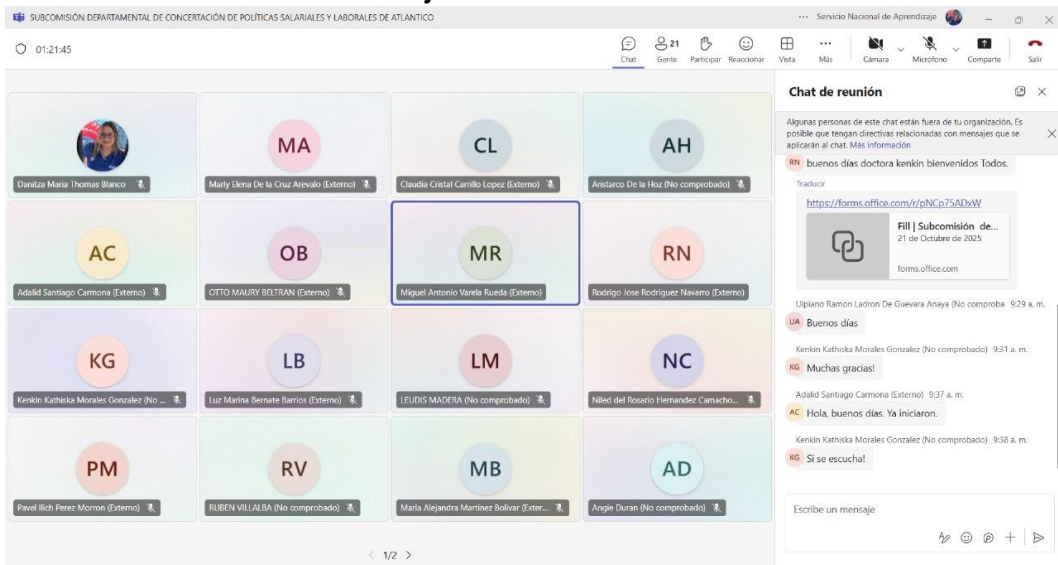 SUBCOMISIÓN DEPARTAMENTAL DE CONCERTACIÓN DE POLÍTICAS SALARIALES Y LABORALES DE ATLANTICO
Servicio Nacional de Aprendizaje
01:21:45
Chat
21
Gente
Participar
Reaccionar
Vista
Más
Cámara
Micrófono
Comparte
Salir
Danitza Maria Thomas Blanco
MA
Marly Elena De la Cruz Arevalo (Externo)
CL
Claudia Cristal Carrillo Lopez (Externo)
AH
Aristarco De la Hoz (No comprobado)
AC
Adalid Santiago Carmona (Externo)
OB
OTTO MAURY BELTRAN (Externo)
MR
Miguel Antonio Varela Rueda (Externo)
RN
Rodrigo Jose Rodriguez Navarro (Externo)
KG
Kenkin Kathiska Morales Gonzalez (No ...
LB
Luz Marina Bernate Barrios (Externo)
LM
LEUDIS MADERA (No comprobado)
NC
Niled del Rosario Hernandez Camacho...
PM
Pavel Ilich Perez Morron (Externo)
RV
RUBEN VILLALBA (No comprobado)
MB
Maria Alejandra Martinez Bolivar (Exter...
AD
Angie Duran (No comprobado)
1/2
Chat de reunión
Algunas personas de este chat están fuera de tu organización. Es
posible que tengan directivas relacionadas con mensajes que se
aplicarán al chat. Más información
RN buenos días doctora kenkin bienvenidos Todos.
Traducir
https://forms.office.com/r/pNCp75ADxW
Fill | Subcomisión de...
21 de Octubre de 2025
forms.office.com
Ulpiano Ramon Ladron De Guevara Anaya (No comproba 9:29 a. m.
UA Buenos días
Kenkin Kathiska Morales Gonzalez (No comprobado) 9:31 a. m.
KG Muchas gracias!
Adalid Santiago Carmona (Externo) 9:37 a. m.
AC Hola, buenos días. Ya iniciaron.
Kenkin Kathiska Morales Gonzalez (No comprobado) 9:38 a. m.
KG Si se escucha!
Escribe un mensaje